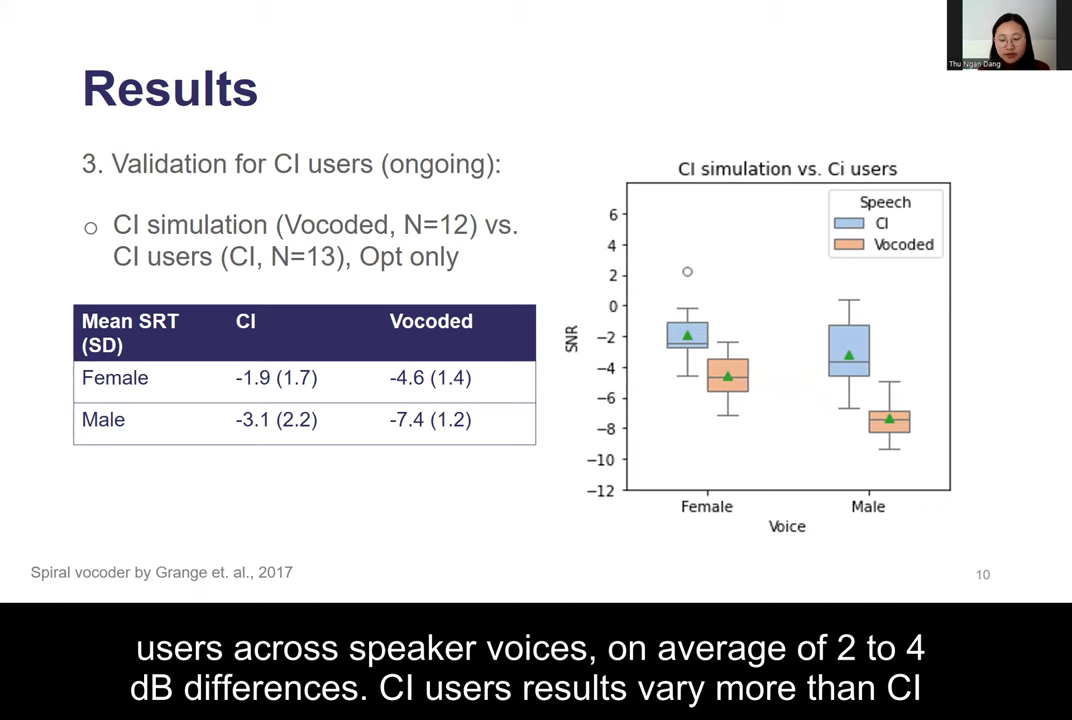 Thu Ngan Dang
Results
3. Validation for CI users (ongoing):
o CI simulation (Vocoded, N=12) vs.
CI users (CI, N=13), Opt only
Mean SRT
(SD)
CI
Vocoded
Female
-1.9 (1.7)
-4.6 (1.4)
Male
-3.1 (2.2)
-7.4 (1.2)
CI simulation vs. Ci users
Speech
CI
Vocoded
SNR
6
4
2
0
−2
−4
−6
−8
−10
−12
Female
Male
Voice
Spiral vocoder by Grange et. al., 2017
10
users across speaker voices, on average of 2 to 4
dB differences. CI users results vary more than CI